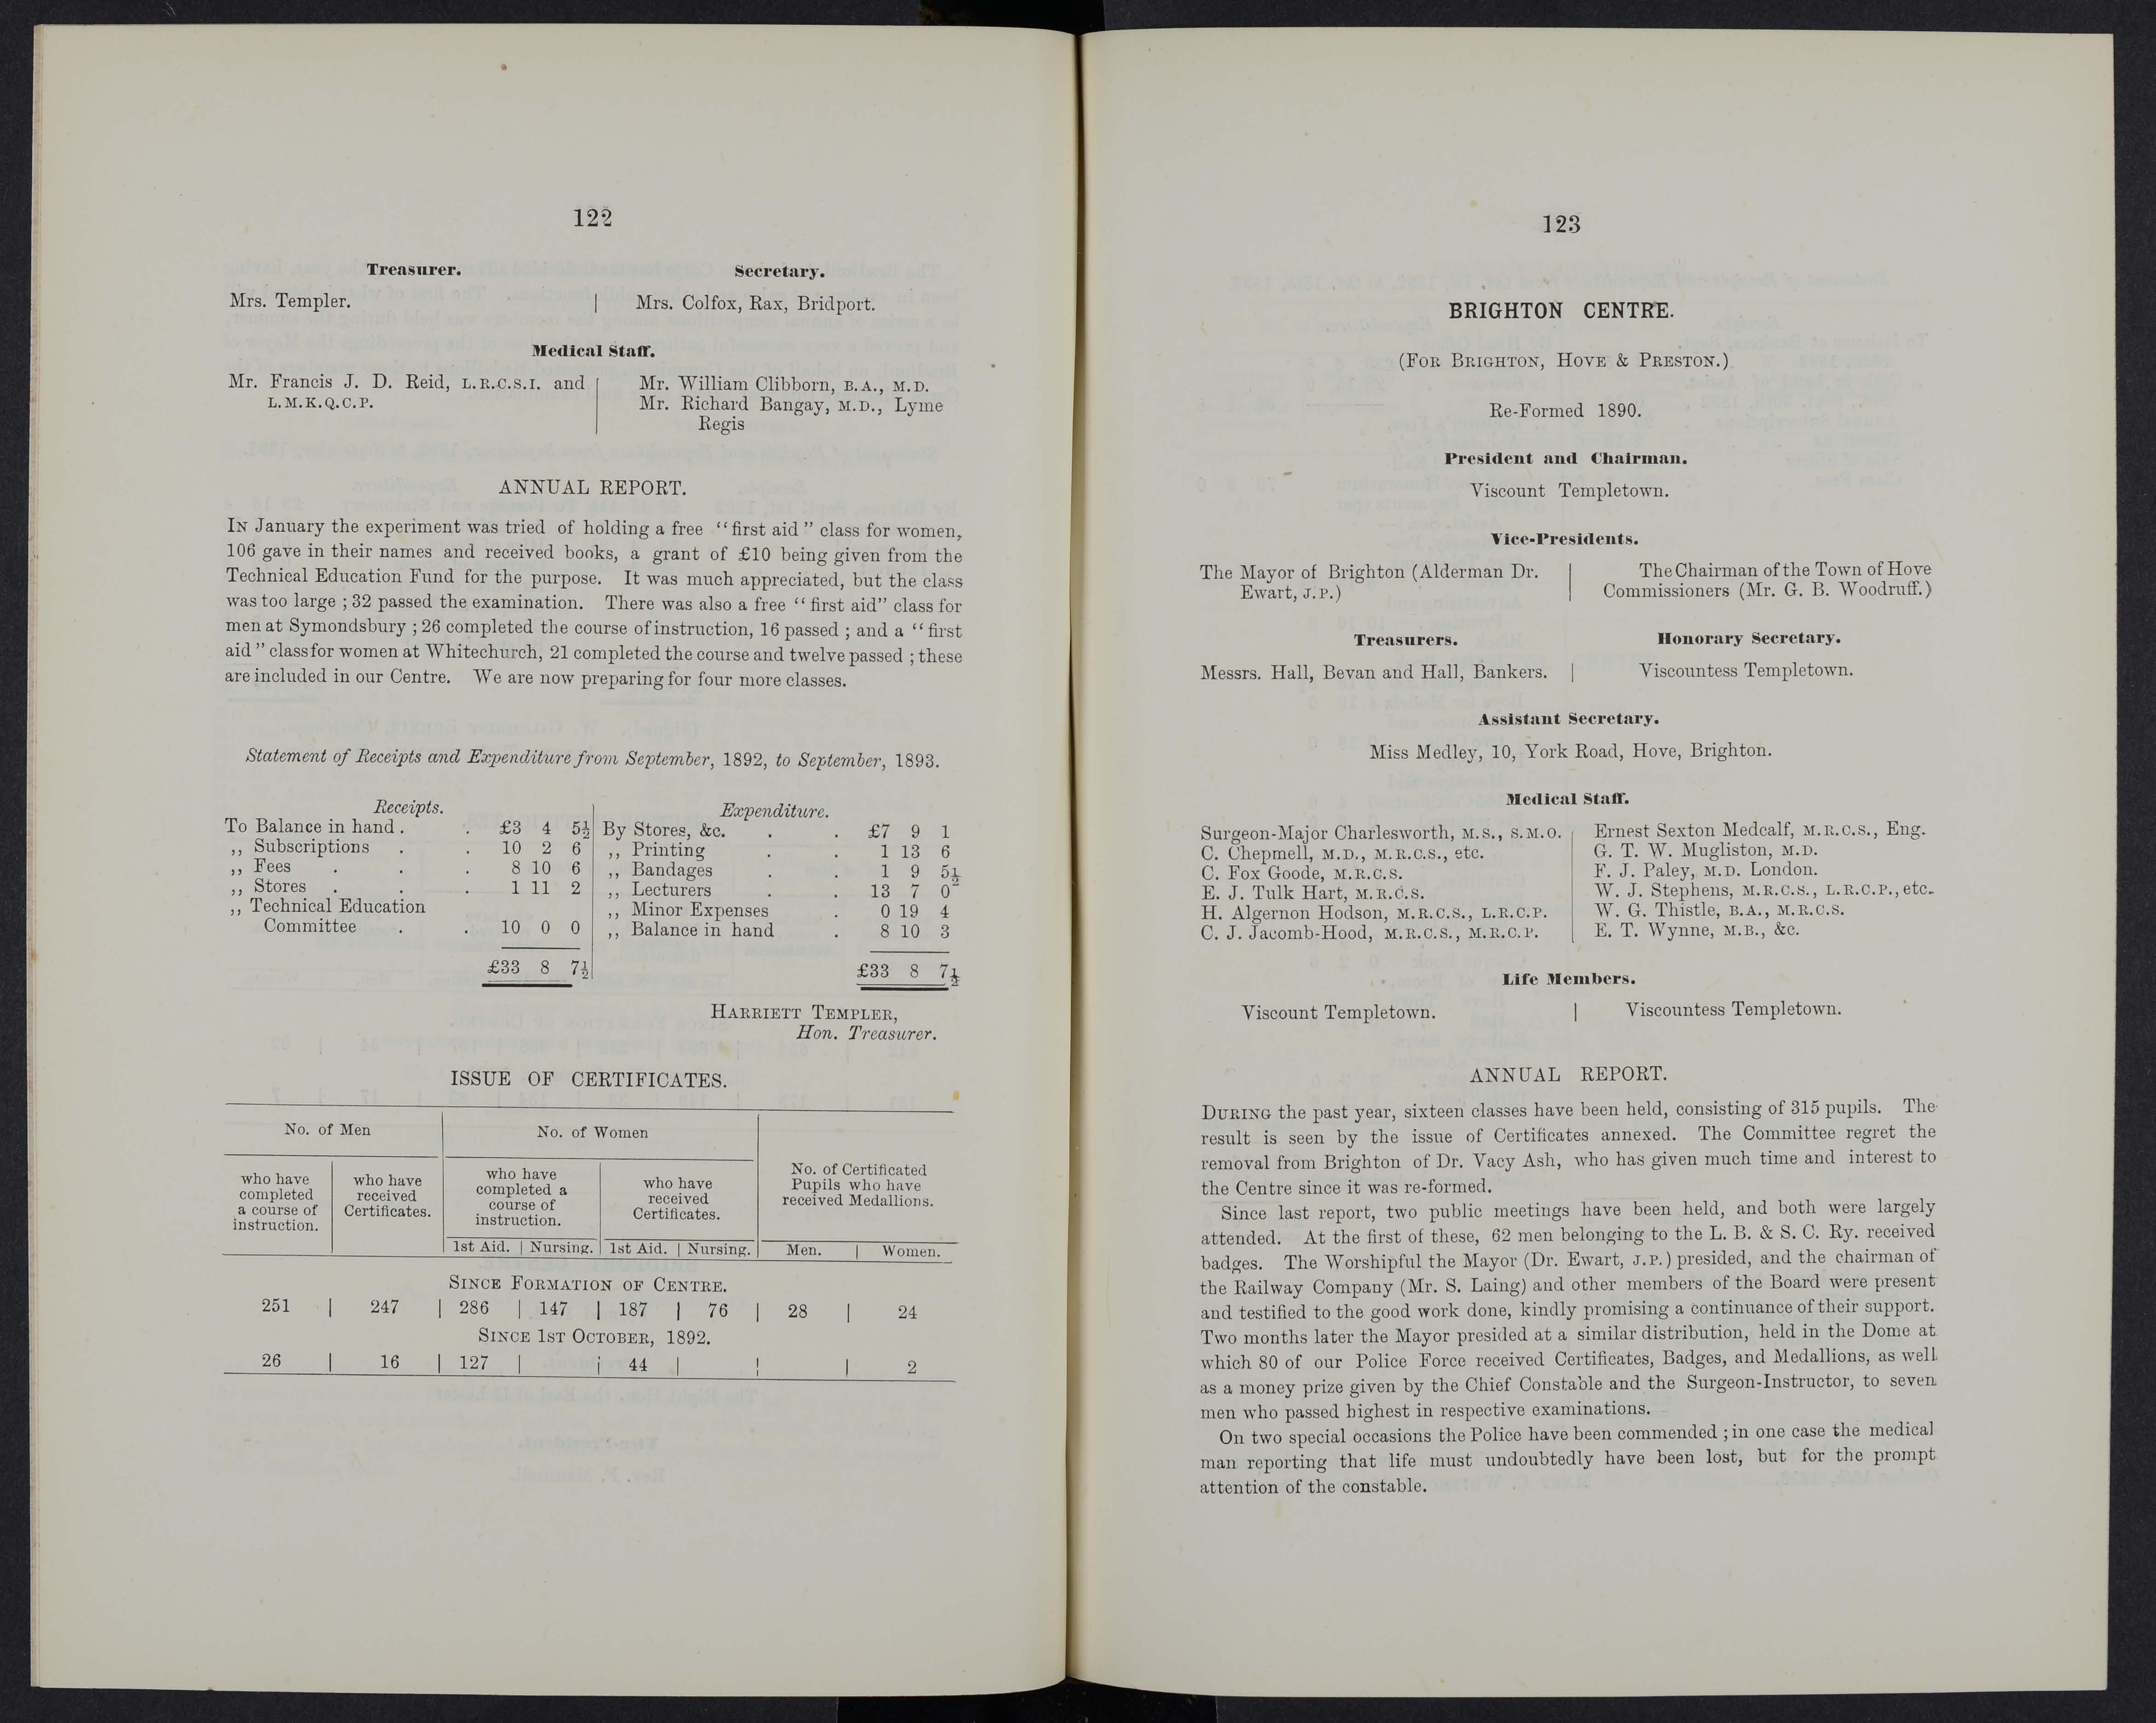 122
Treasurer. Secretary.
Mrs. Templer. | Mrs. Colfox, Rax, Bridport.
Medical Staff.
Mr. Francis J. D. Reid, L.R.C.S.I. and
L.M.K.Q.C.P.
Mr. William Clibborn, B.A., M.D.
Mr. Richard Bangay, M.D., Lyme
Regis
ANNUAL REPORT.
IN January the experiment was tried of holding a free “first aid” class for women,
106 gave in their names and received books, a grant of £10 being given from the
Technical Education Fund for the purpose. It was much appreciated, but the class
was too large ; 32 passed the examination. There was also a free “first aid” class for
men at Symondsbury ; 26 completed the course of instruction, 16 passed ; and a “first
aid” class for women at Whitechurch, 21 completed the course and twelve passed ; these
are included in our Centre. We are now preparing for four more classes.
Statement of Receipts and Expenditure from September, 1892, to September, 1893.
Receipts.
To Balance in hand . . £3 4 5½
,, Subscriptions . . 10 2 6
,, Fees . . . 8 10 6
,, Stores . . . 1 11 2
,, Technical Education
Committee . . 10 0 0
£33 8 7½
Expenditure.
By Stores, &c. . . £7 9 1
,, Printing . . 1 13 6
,, Bandages . . 1 9 5½
,, Lecturers . . 13 7 0
,, Minor Expenses . 0 19 4
,, Balance in hand . 8 10 3
£33 8 7½
HARRIETT TEMPLER,
Hon. Treasurer.
ISSUE OF CERTIFICATES.
No. of Men
No. of Women
No. of Certificated
Pupils who have
received Medallions.
who have
completed
a course of
instruction.
who have
received
Certificates.
who have
completed a
course of
instruction.
who have
received
Certificates.
1st Aid. | Nursing. | 1st Aid. | Nursing. | Men. | Women.
SINCE FORMATION OF CENTRE.
251 | 247 | 286 | 147 | 187 | 76 | 28 | 24
SINCE 1ST OCTOBER, 1892.
26 | 16 | 127 | | 44 | | | 2
123
BRIGHTON CENTRE.
(FOR BRIGHTON, HOVE & PRESTON.)
Re-Formed 1890.
President and Chairman.
Viscount Templetown.
Vice-Presidents.
The Mayor of Brighton (Alderman Dr.
Ewart, J.P.)
The Chairman of the Town of Hove
Commissioners (Mr. G. B. Woodruff.)
Treasurers. Honorary Secretary.
Messrs. Hall, Bevan and Hall, Bankers. | Viscountess Templetown.
Assistant Secretary.
Miss Medley, 10, York Road, Hove, Brighton.
Medical Staff.
Surgeon-Major Charlesworth, M.S., S.M.O.
C. Chepmell, M.D., M.R.C.S., etc.
C. Fox Goode, M.R.C.S.
E. J. Tulk Hart, M.R.C.S.
H. Algernon Hodson, M.R.C.S., L.R.C.P.
C. J. Jacomb-Hood, M.R.C.S., M.R.C.P.
Ernest Sexton Medcalf, M.R.C.S., Eng.
G. T. W. Mugliston, M.D.
F. J. Paley, M.D. London.
W. J. Stephens, M.R.C.S., L.R.C.P., etc.
W. G. Thistle, B.A., M.R.C.S.
E. T. Wynne, M.B., &c.
Life Members.
Viscount Templetown. | Viscountess Templetown.
ANNUAL REPORT.
DURING the past year, sixteen classes have been held, consisting of 315 pupils. The
result is seen by the issue of Certificates annexed. The Committee regret the
removal from Brighton of Dr. Vacy Ash, who has given much time and interest to
the Centre since it was re-formed.
Since last report, two public meetings have been held, and both were largely
attended. At the first of these, 62 men belonging to the L. B. & S. C. Ry. received
badges. The Worshipful the Mayor (Dr. Ewart, J.P.) presided, and the chairman of
the Railway Company (Mr. S. Laing) and other members of the Board were present
and testified to the good work done, kindly promising a continuance of their support.
Two months later the Mayor presided at a similar distribution, held in the Dome at
which 80 of our Police Force received Certificates, Badges, and Medallions, as well
as a money prize given by the Chief Constable and the Surgeon-Instructor, to seven
men who passed highest in respective examinations.
On two special occasions the Police have been commended ; in one case the medical
man reporting that life must undoubtedly have been lost, but for the prompt
attention of the constable.